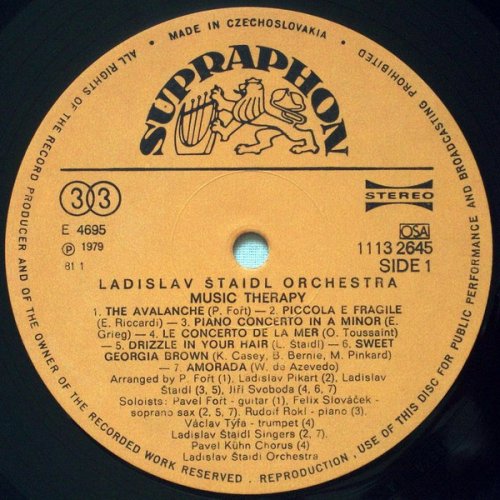 • MADE IN CZECHOSLOVAKIA •
ALL RIGHTS OF THE RECORD PRODUCER AND OF THE OWNER OF THE RECORDED WORK RESERVED . REPRODUCTION , USE OF THIS DISC FOR PUBLIC PERFORMANCE AND BROADCASTING PROHIBITED
SUPRAPHON
33
STEREO
E 4695
OSA
Ⓟ 1979
1113 2645
81 1
SIDE 1
LADISLAV ŠTAIDL ORCHESTRA
MUSIC THERAPY
1. THE AVALANCHE (P. Fořt) – 2. PICCOLA E FRAGILE
(E. Riccardi) – 3. PIANO CONCERTO IN A MINOR (E.
Grieg) – 4. LE CONCERTO DE LA MER (O. Toussaint)
– 5. DRIZZLE IN YOUR HAIR (L. Štaidl) – 6. SWEET
GEORGIA BROWN (K. Casey, B. Bernie, M. Pinkard)
– 7. AMORADA (W. de Azevedo)
Arranged by P. Fořt (1), Ladislav Pikart (2), Ladislav
Štaidl (3, 5), Jiří Svoboda (4, 6, 7)
Soloists: Pavel Fořt - guitar (1), Felix Slováček -
soprano sax (2, 5, 7). Rudolf Rokl - piano (3).
Václav Týfa - trumpet (4)
Ladislav Štaidl Singers (2, 7).
Pavel Kühn Chorus (4)
Ladislav Štaidl Orchestra